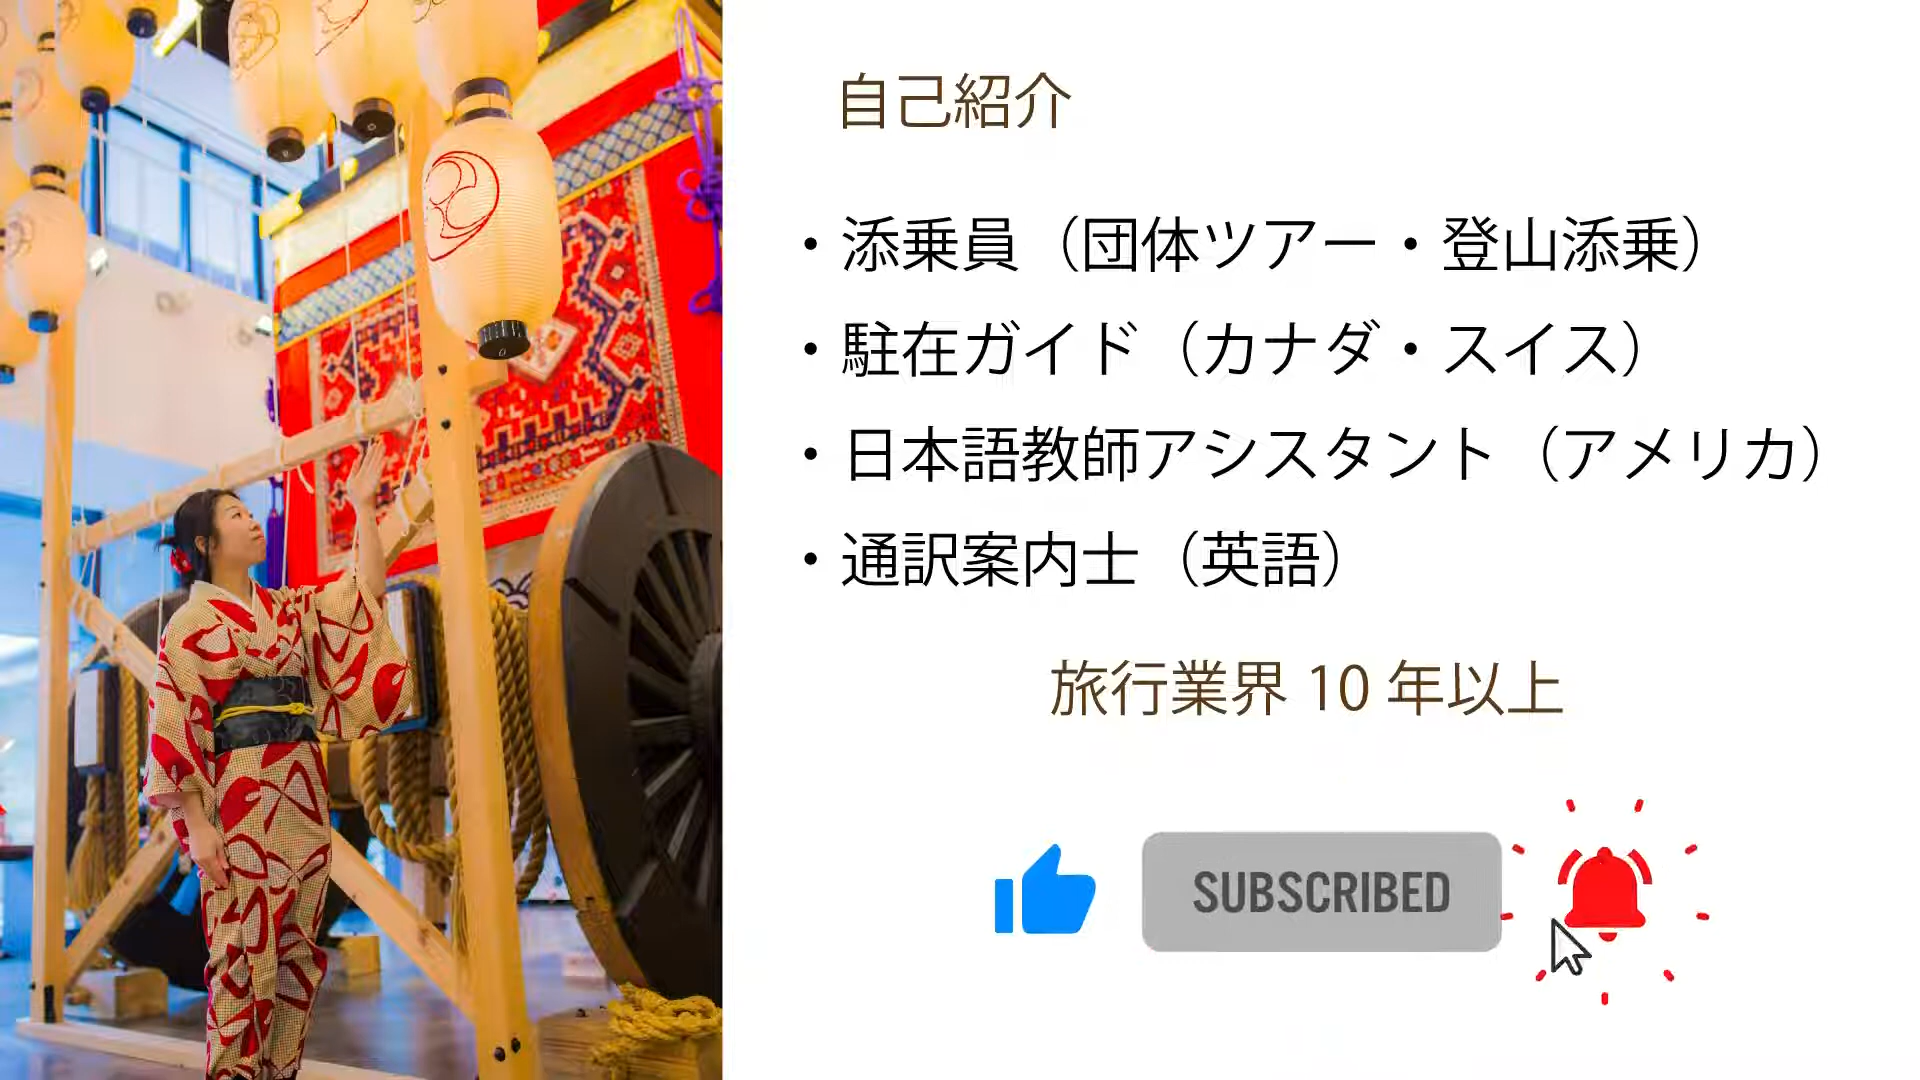 自己紹介
・添乗員（団体ツアー・登山添乗）
・駐在ガイド（カナダ・スイス）
・日本語教師アシスタント（アメリカ）
・通訳案内士（英語）
旅行業界 10 年以上
SUBSCRIBED